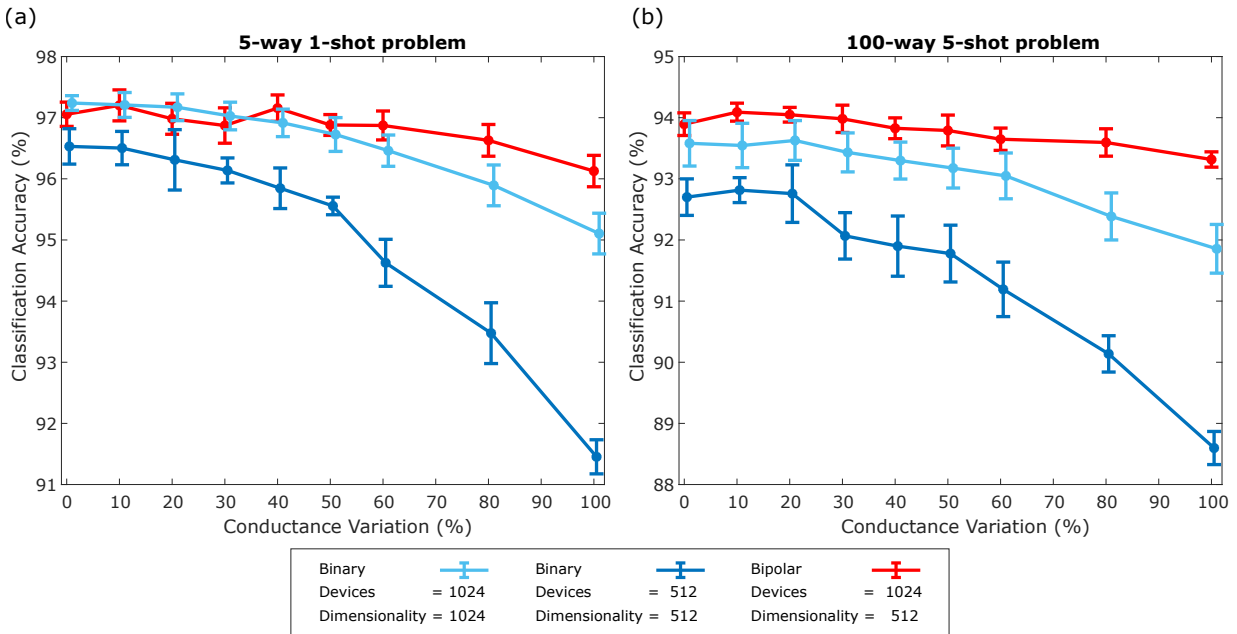 (a)
5-way 1-shot problem
98
97
96
95
94
93
92
91
Classification Accuracy (%)
0 10 20 30 40 50 60 70 80 90 100
Conductance Variation (%)
(b)
100-way 5-shot problem
95
94
93
92
91
90
89
88
Classification Accuracy (%)
0 10 20 30 40 50 60 70 80 90 100
Conductance Variation (%)
Binary
Devices = 1024
Dimensionality = 1024
Binary
Devices = 512
Dimensionality = 512
Bipolar
Devices = 1024
Dimensionality = 512